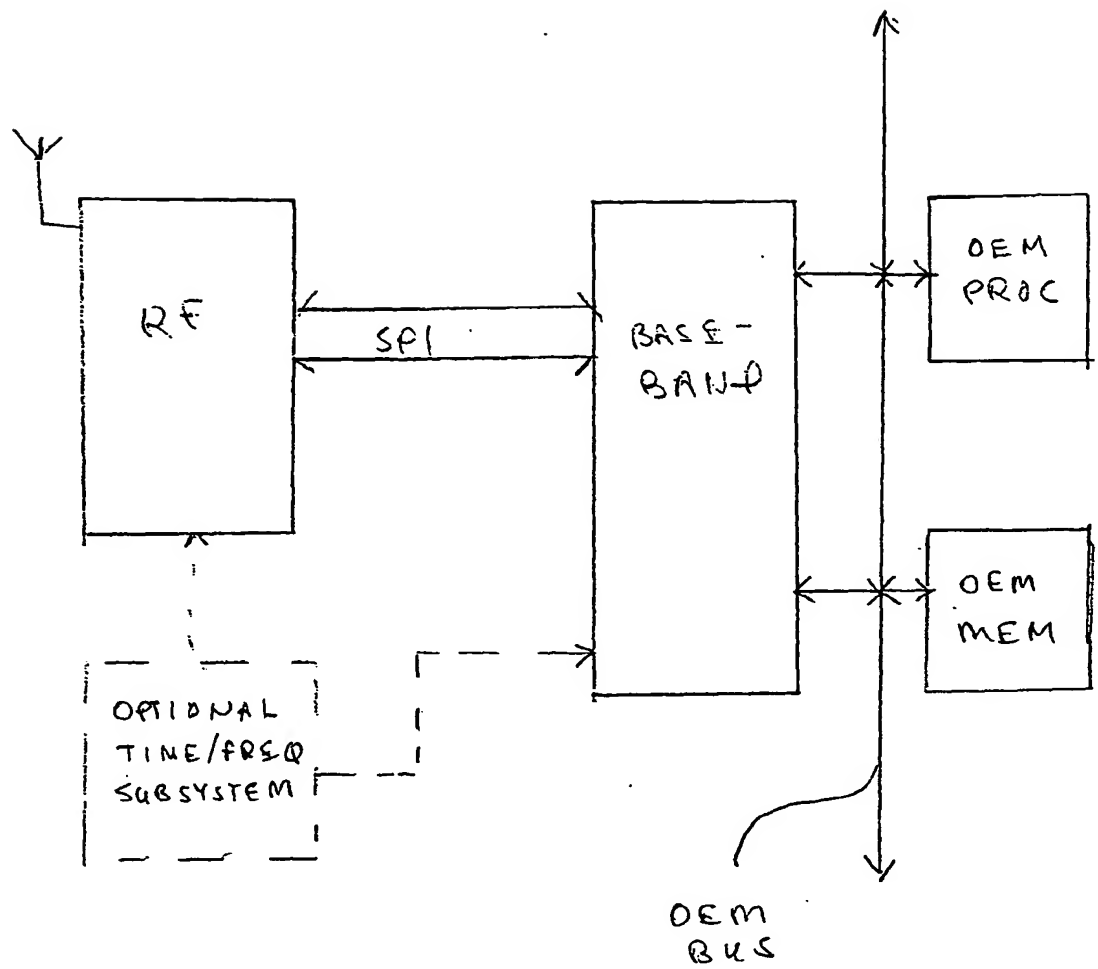 RF
SPI
BASE-
BAND
OEM
PROC
OEM
MEM
OPTIONAL
TIME/FREQ
SUBSYSTEM
OEM
BUS